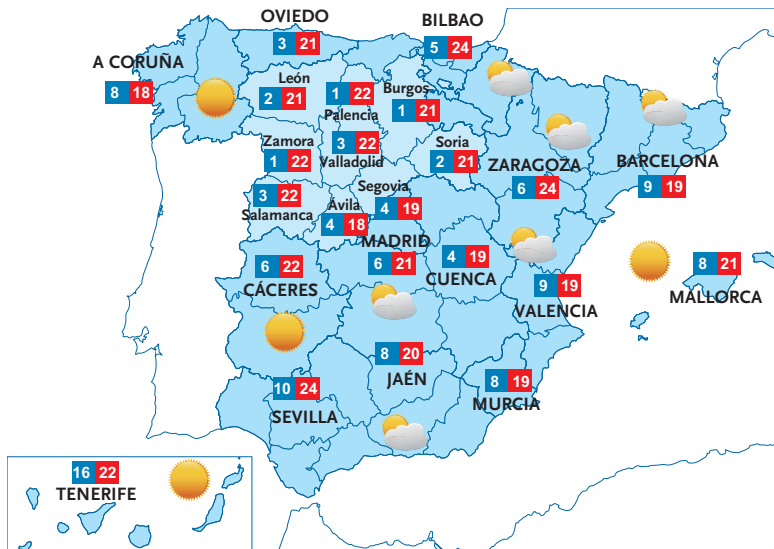 OVIEDO
3 21
BILBAO
5 24
A CORUÑA
8 18
León
2 21
1 22
Palencia
Burgos
1 21
Zamora
1 22
3 22
Valladolid
Soria
2 21
ZARAGOZA
6 24
BARCELONA
9 19
3 22
Salamanca
Ávila
4 18
Segovia
4 19
MADRID
6 21
4 19
CUENCA
6 22
CÁCERES
9 19
VALENCIA
8 21
MALLORCA
8 20
JAÉN
10 24
SEVILLA
8 19
MURCIA
16 22
TENERIFE